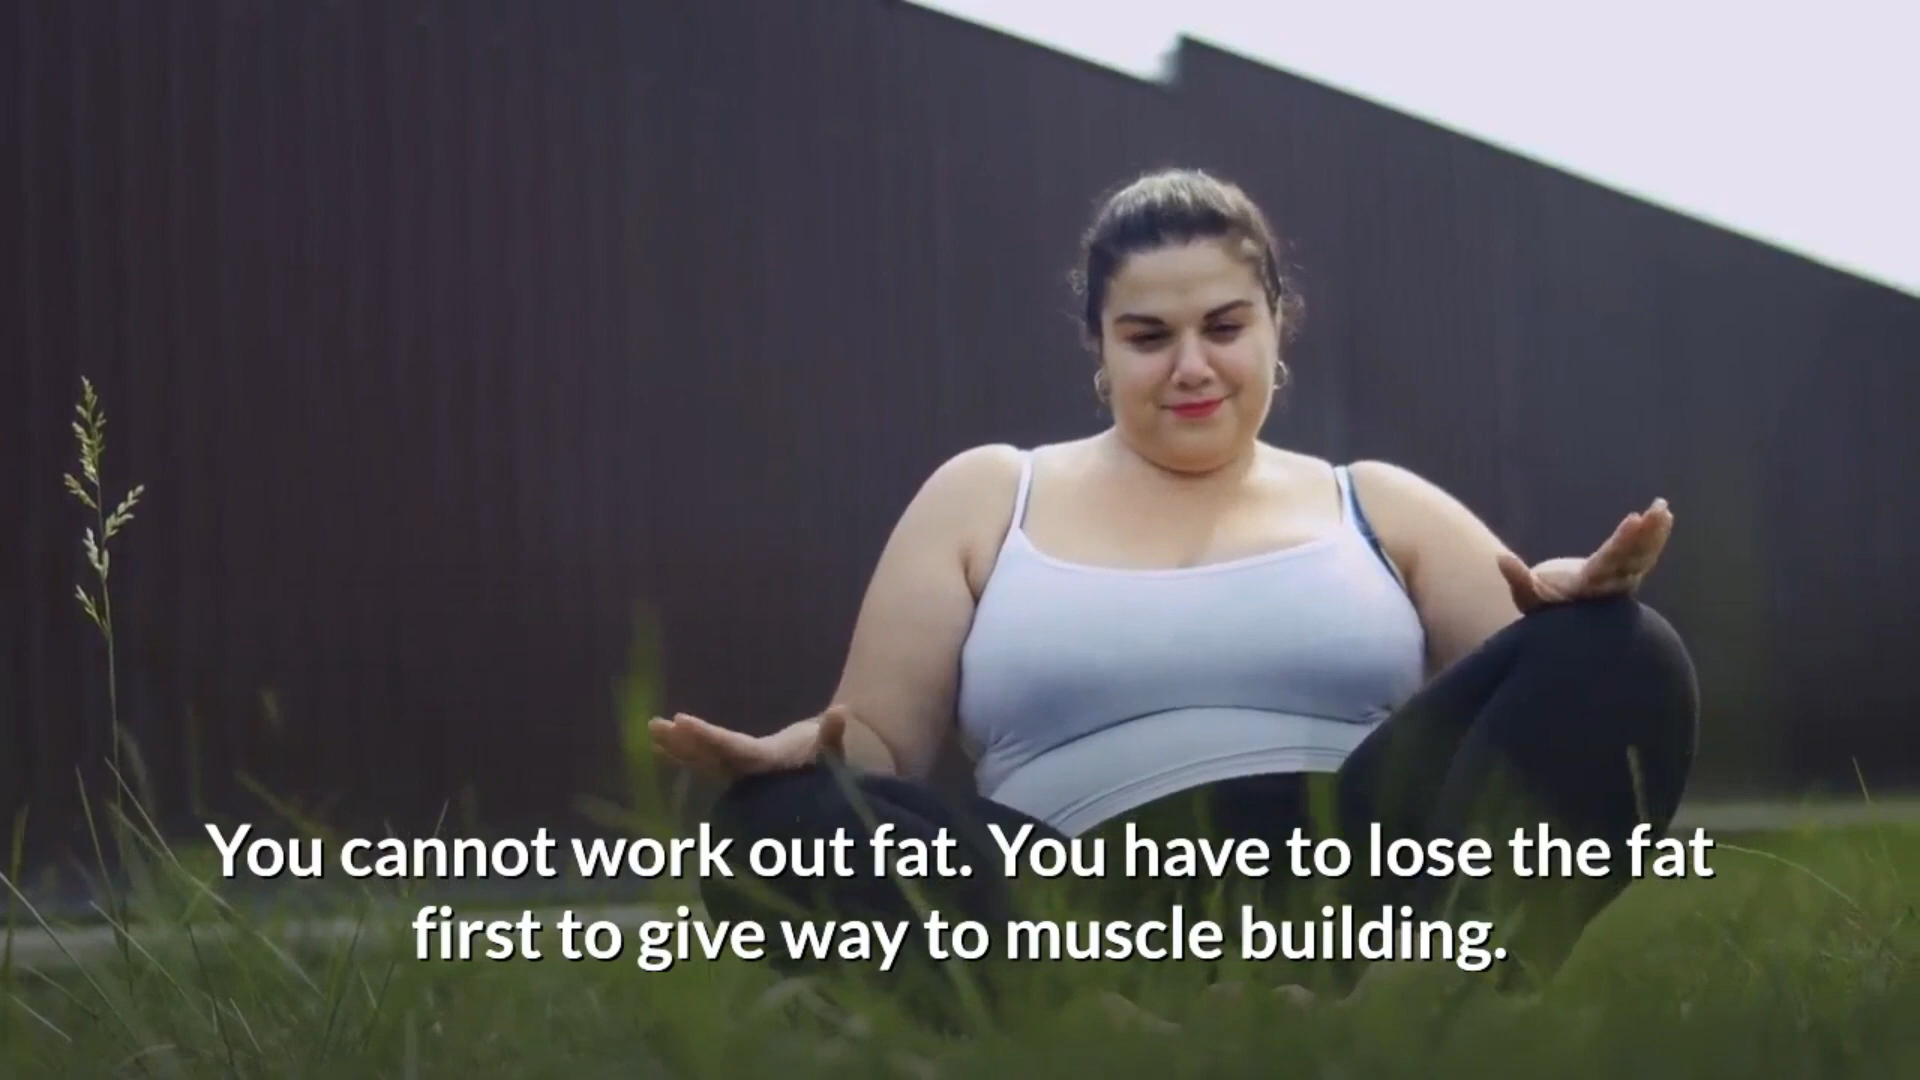 You cannot work out fat. You have to lose the fat
first to give way to muscle building.